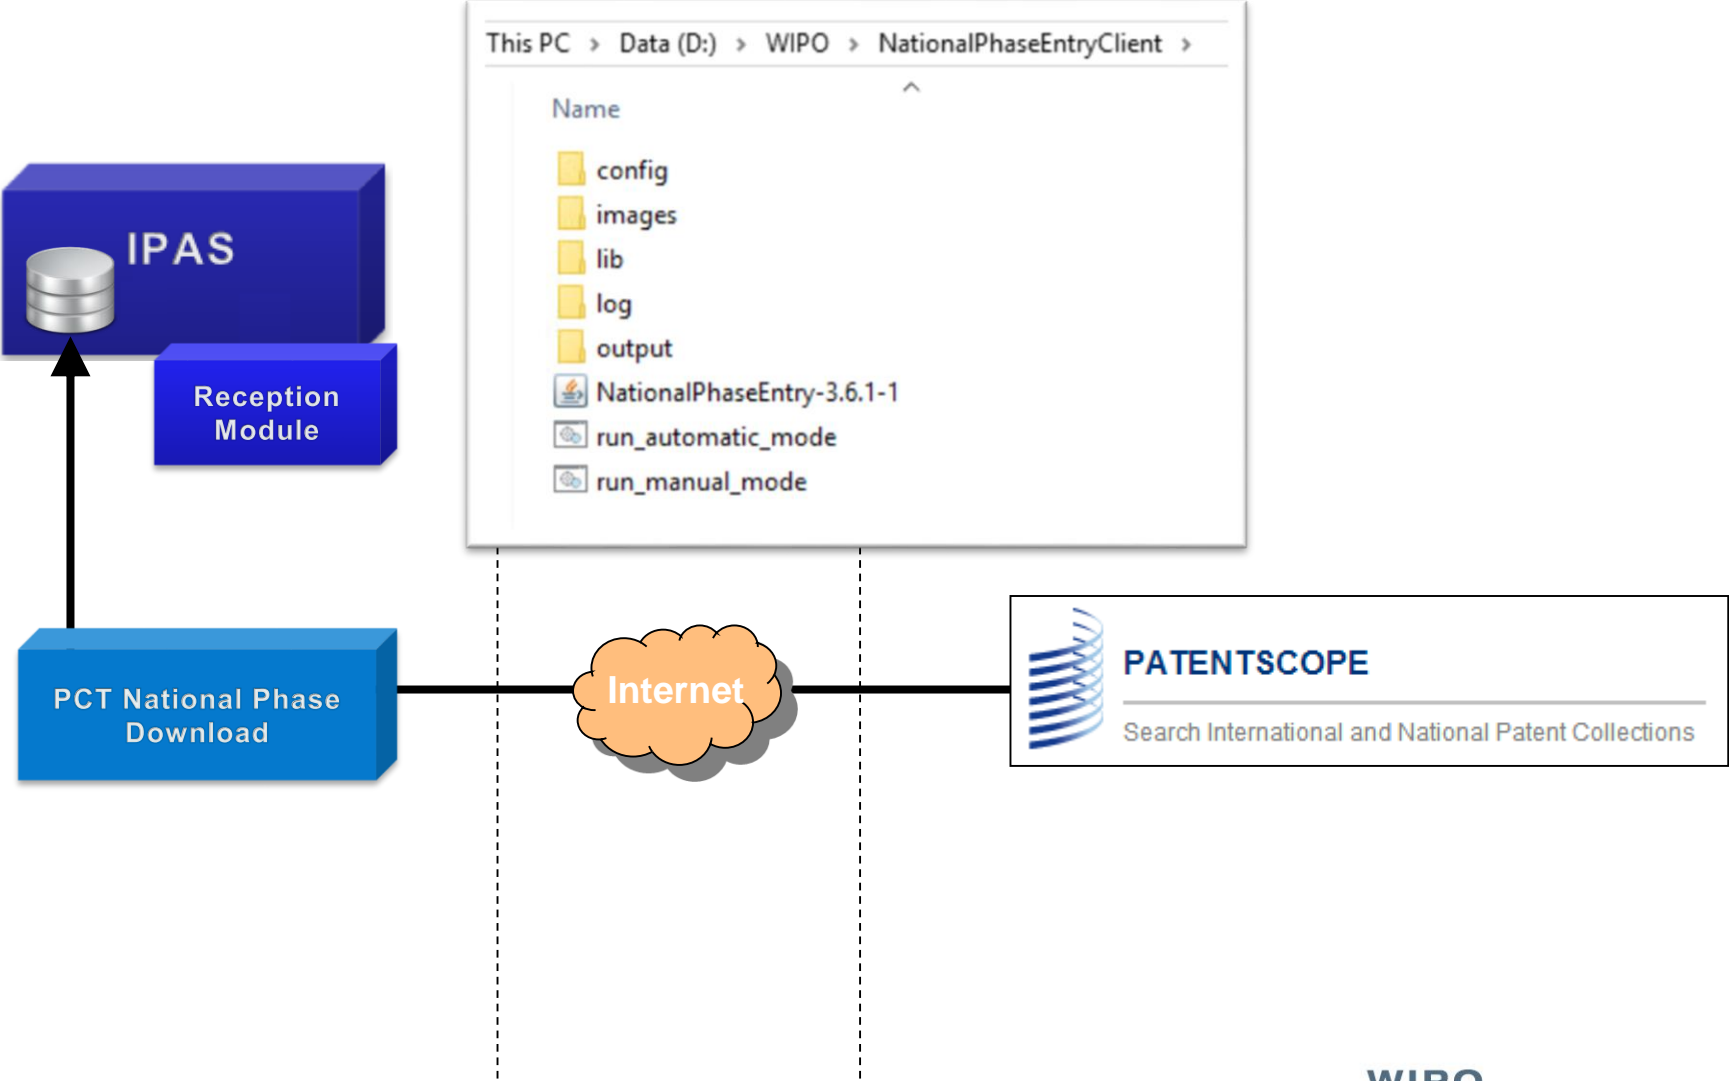 This PC > Data (D:) > WIPO > NationalPhaseEntryClient >
Name
config
images
lib
log
output
NationalPhaseEntry-3.6.1-1
run_automatic_mode
run_manual_mode
IPAS
Reception
Module
PCT National Phase
Download
Internet
PATENTSCOPE
Search International and National Patent Collections
WIPO